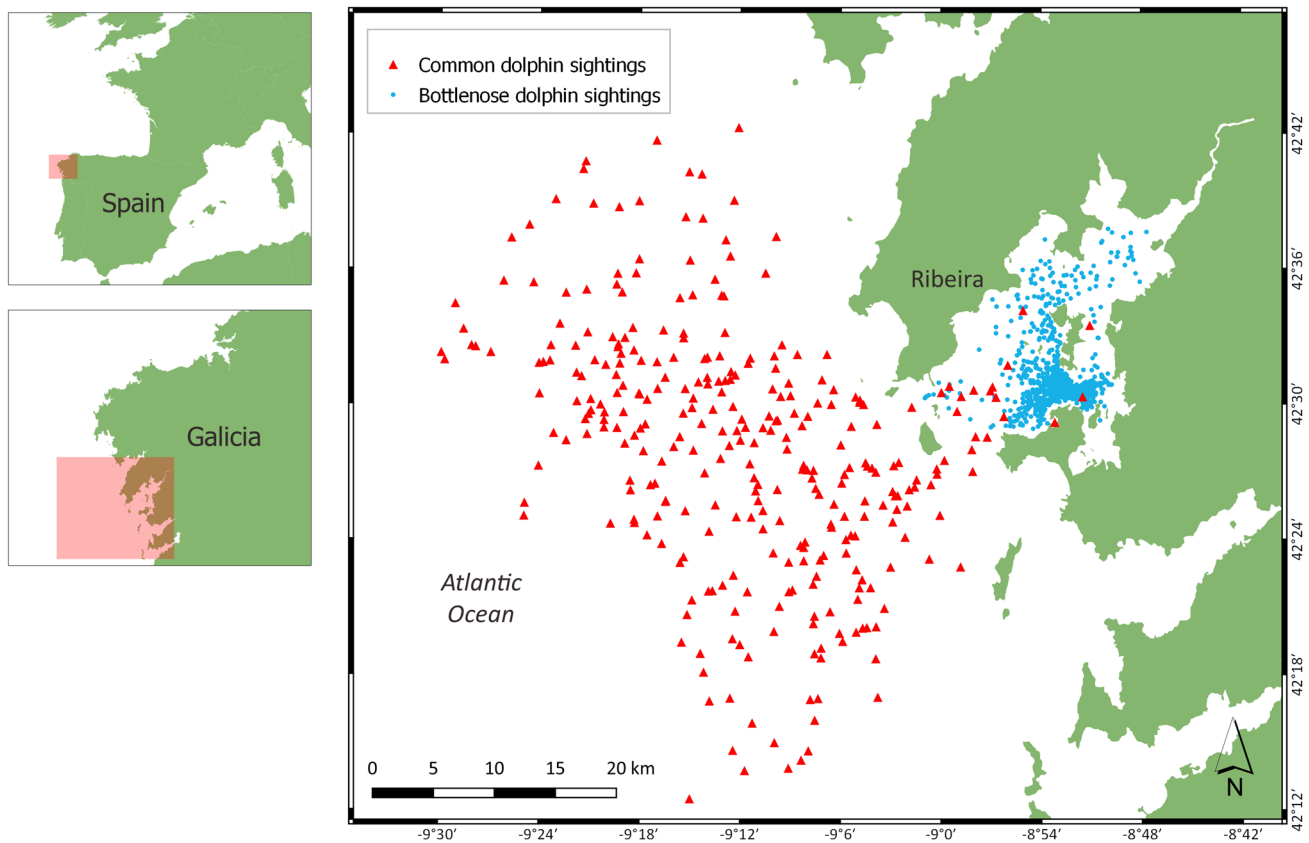 Spain
Galicia
Common dolphin sightings
Bottlenose dolphin sightings
Ribeira
Atlantic
Ocean
0 5 10 15 20 km
N
42°42′
42°36′
42°30′
42°24′
42°18′
42°12′
-9°30′ -9°24′ -9°18′ -9°12′ -9°6′ -9°0′ -8°54′ -8°48′ -8°42′